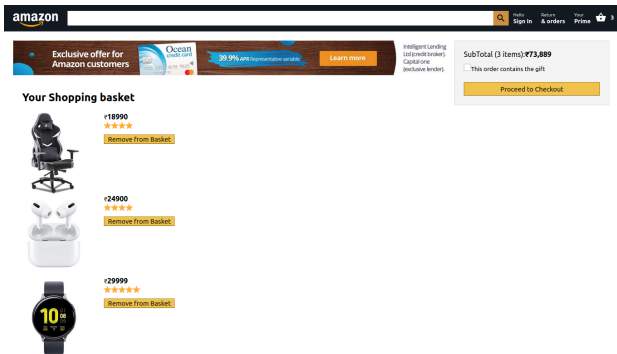 amazon
Hello
Sign In
Return
& orders
Your
Prime
3
Exclusive offer for
Amazon customers
Ocean
credit card
39.9% APR Representative variable.
Learn more
Intelligent Lending
Ltd (credit broker).
Capital one
(exclusive lender).
SubTotal (3 items):₹73,889
This order contains the gift
Proceed to Checkout
Your Shopping basket
₹18990
Remove from Basket
₹24900
Remove from Basket
₹29999
Remove from Basket
10